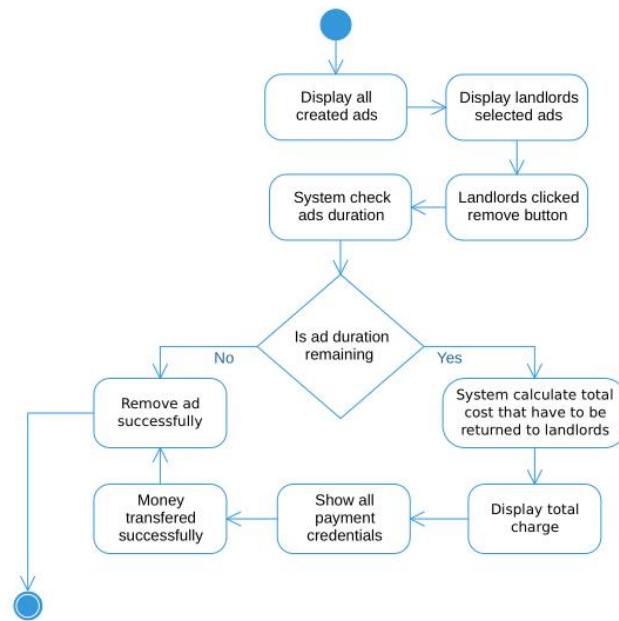 Display all
created ads
Display landlords
selected ads
System check
ads duration
Landlords clicked
remove button
Is ad duration
remaining
No
Yes
Remove ad
successfully
System calculate total
cost that have to be
returned to landlords
Money
transfered
successfully
Show all
payment
credentials
Display total
charge